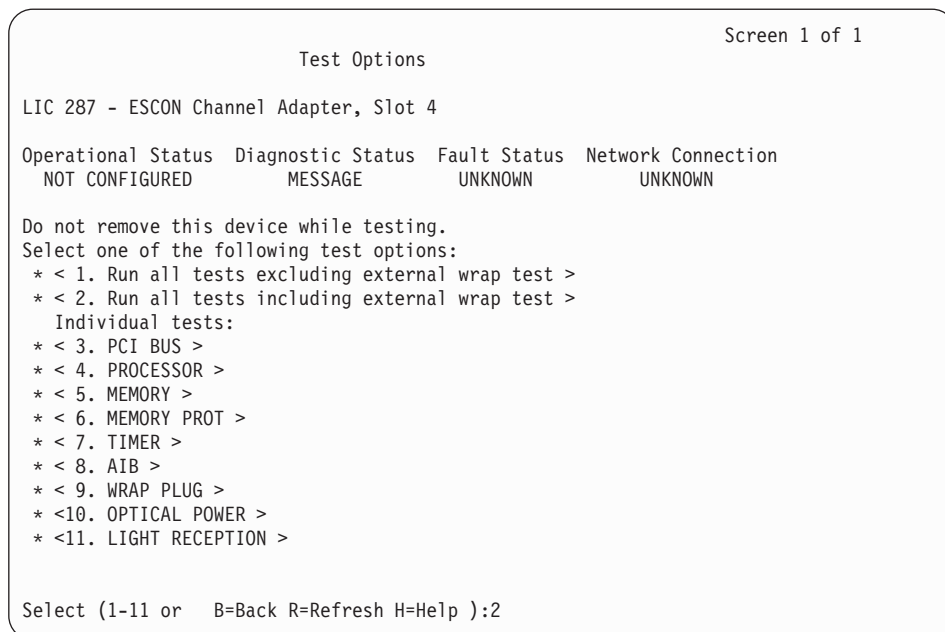 Screen 1 of 1
Test Options
LIC 287 - ESCON Channel Adapter, Slot 4
Operational Status  Diagnostic Status  Fault Status  Network Connection
NOT CONFIGURED  MESSAGE  UNKNOWN  UNKNOWN
Do not remove this device while testing.
Select one of the following test options:
* < 1. Run all tests excluding external wrap test >
* < 2. Run all tests including external wrap test >
Individual tests:
* < 3. PCI BUS >
* < 4. PROCESSOR >
* < 5. MEMORY >
* < 6. MEMORY PROT >
* < 7. TIMER >
* < 8. AIB >
* < 9. WRAP PLUG >
* <10. OPTICAL POWER >
* <11. LIGHT RECEPTION >
Select (1-11 or   B=Back R=Refresh H=Help ):2